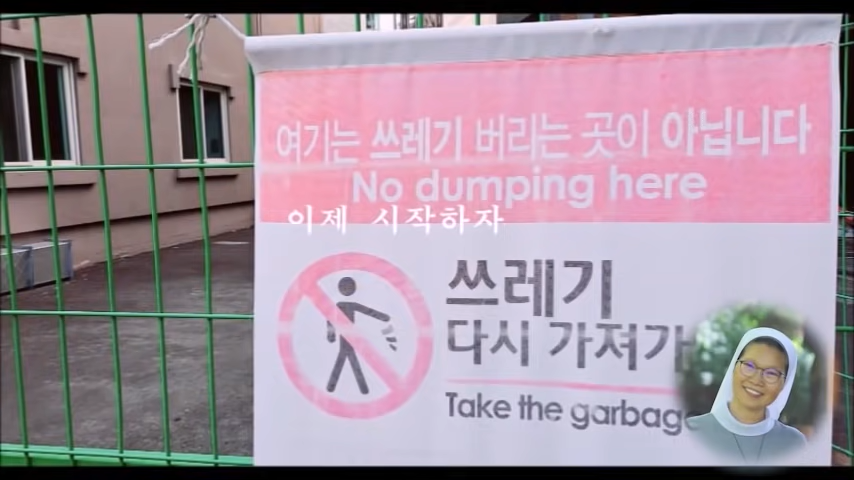 여기는 쓰레기 버리는 곳이 아닙니다
No dumping here
이제 시작하자
쓰레기
다시 가져가
Take the garbage